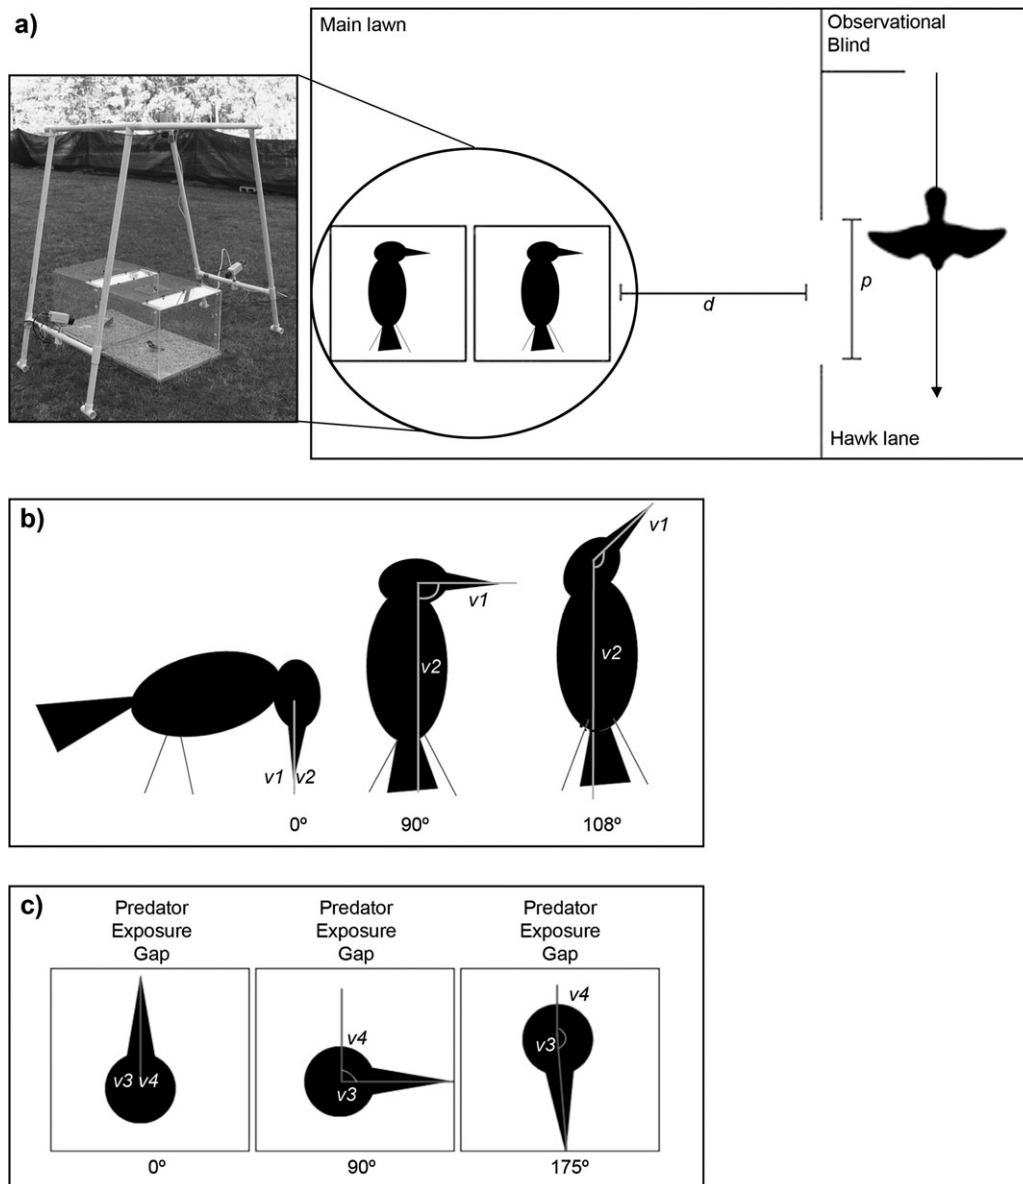 a)
Main lawn
Observational
Blind
p
d
Hawk lane
b)
v1
v1
v1
v2
v2
v1 v2
0º
90º
108º
c)
Predator
Exposure
Gap
Predator
Exposure
Gap
Predator
Exposure
Gap
v3 v4
v4
v3
v4
v3
0º
90º
175º